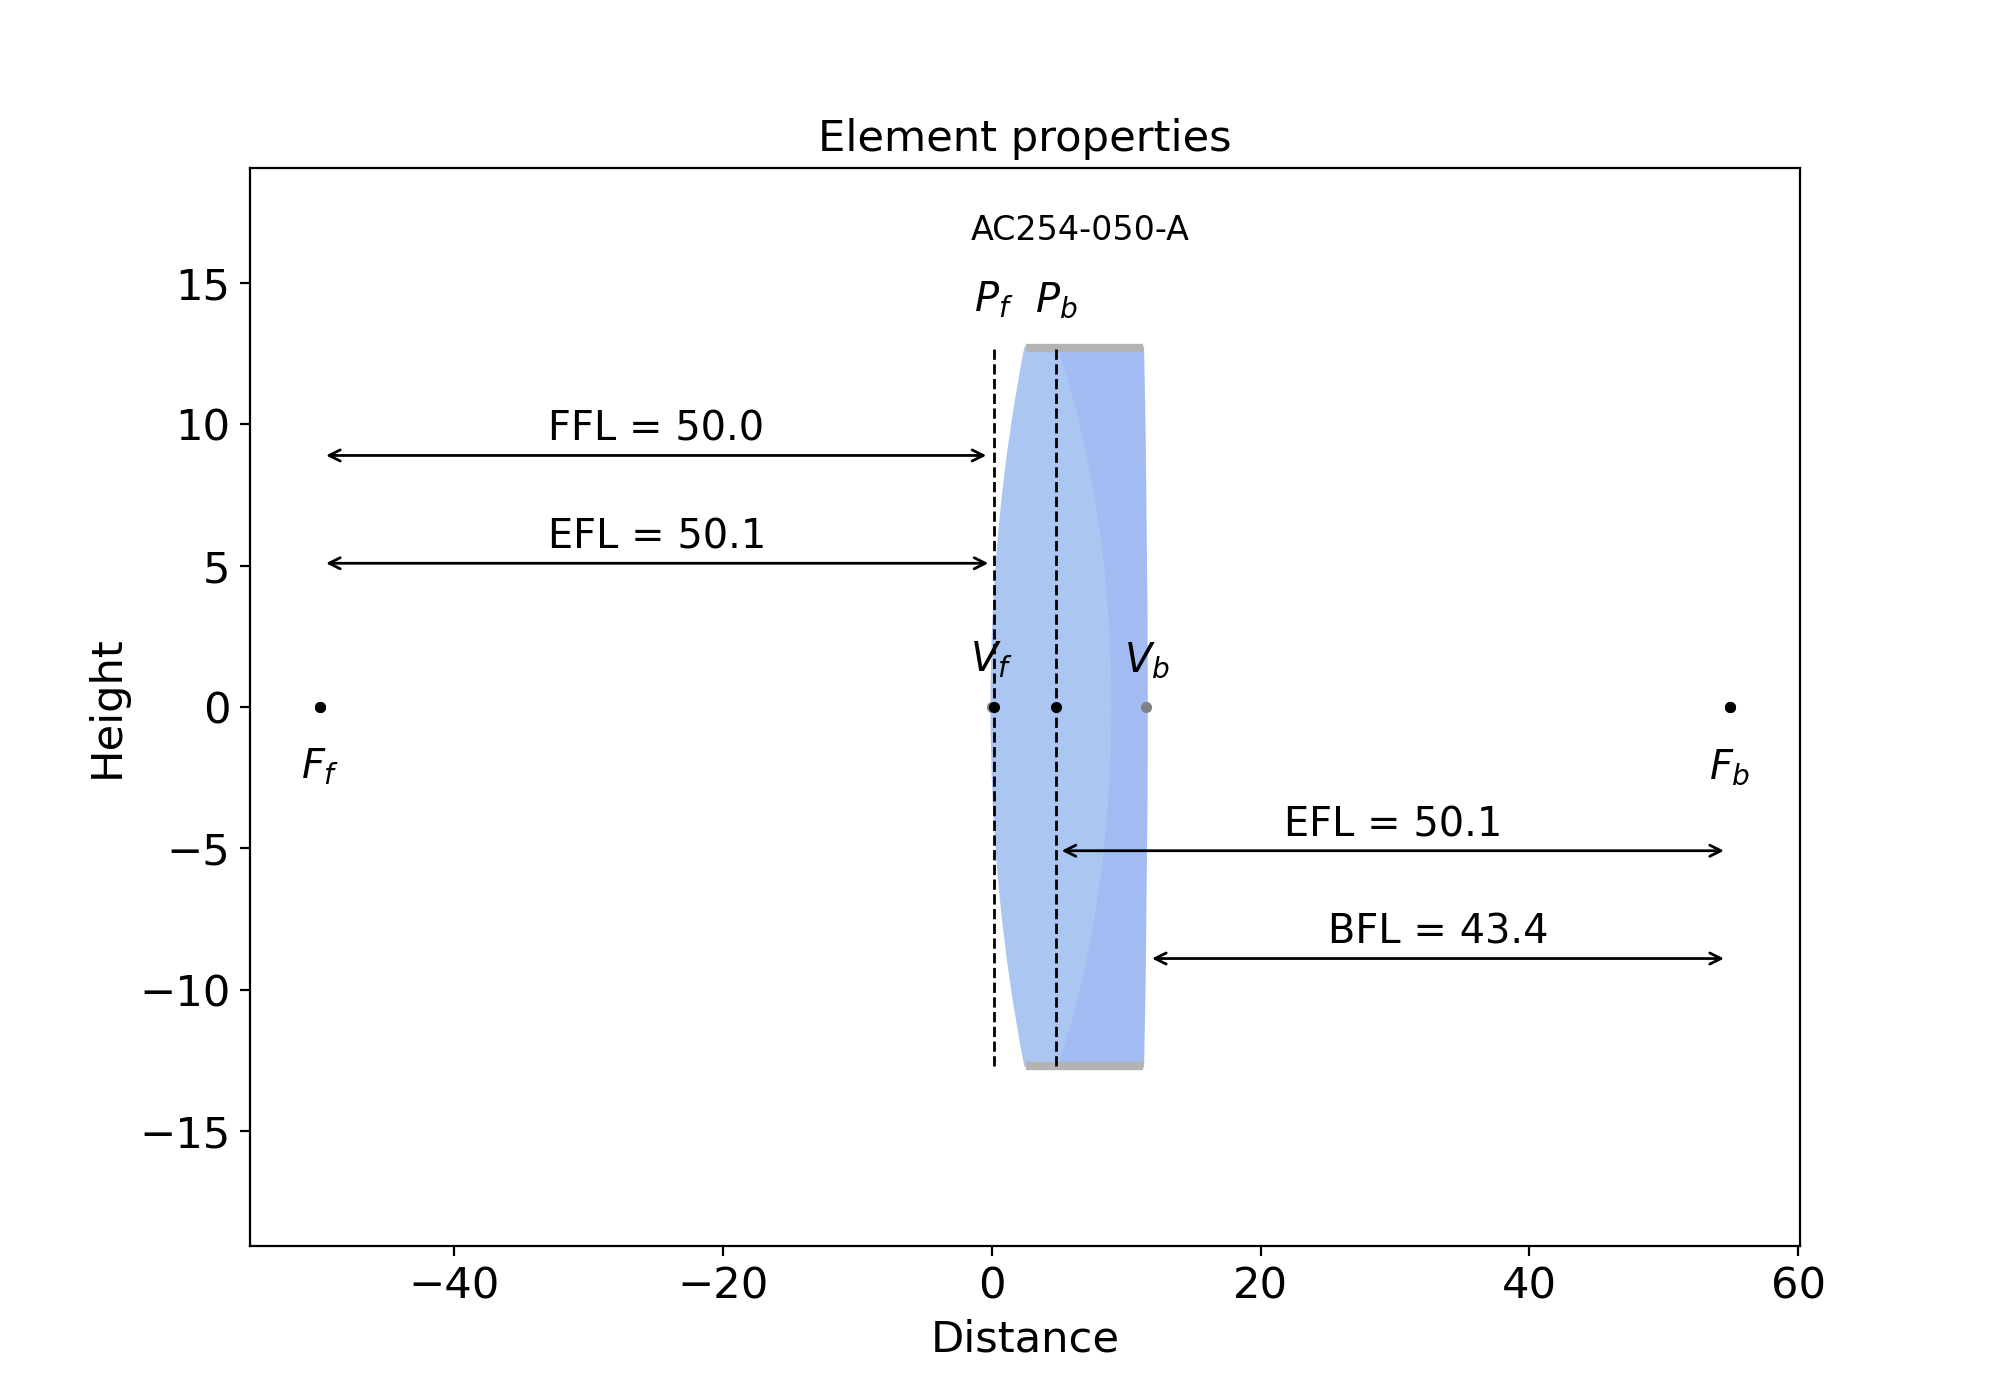 Element properties
AC254-050-A
P_f P_b
15
10
5
0
−5
−10
−15
Height
FFL = 50.0
EFL = 50.1
V_f V_b
F_f F_b
EFL = 50.1
BFL = 43.4
−40 −20 0 20 40 60
Distance